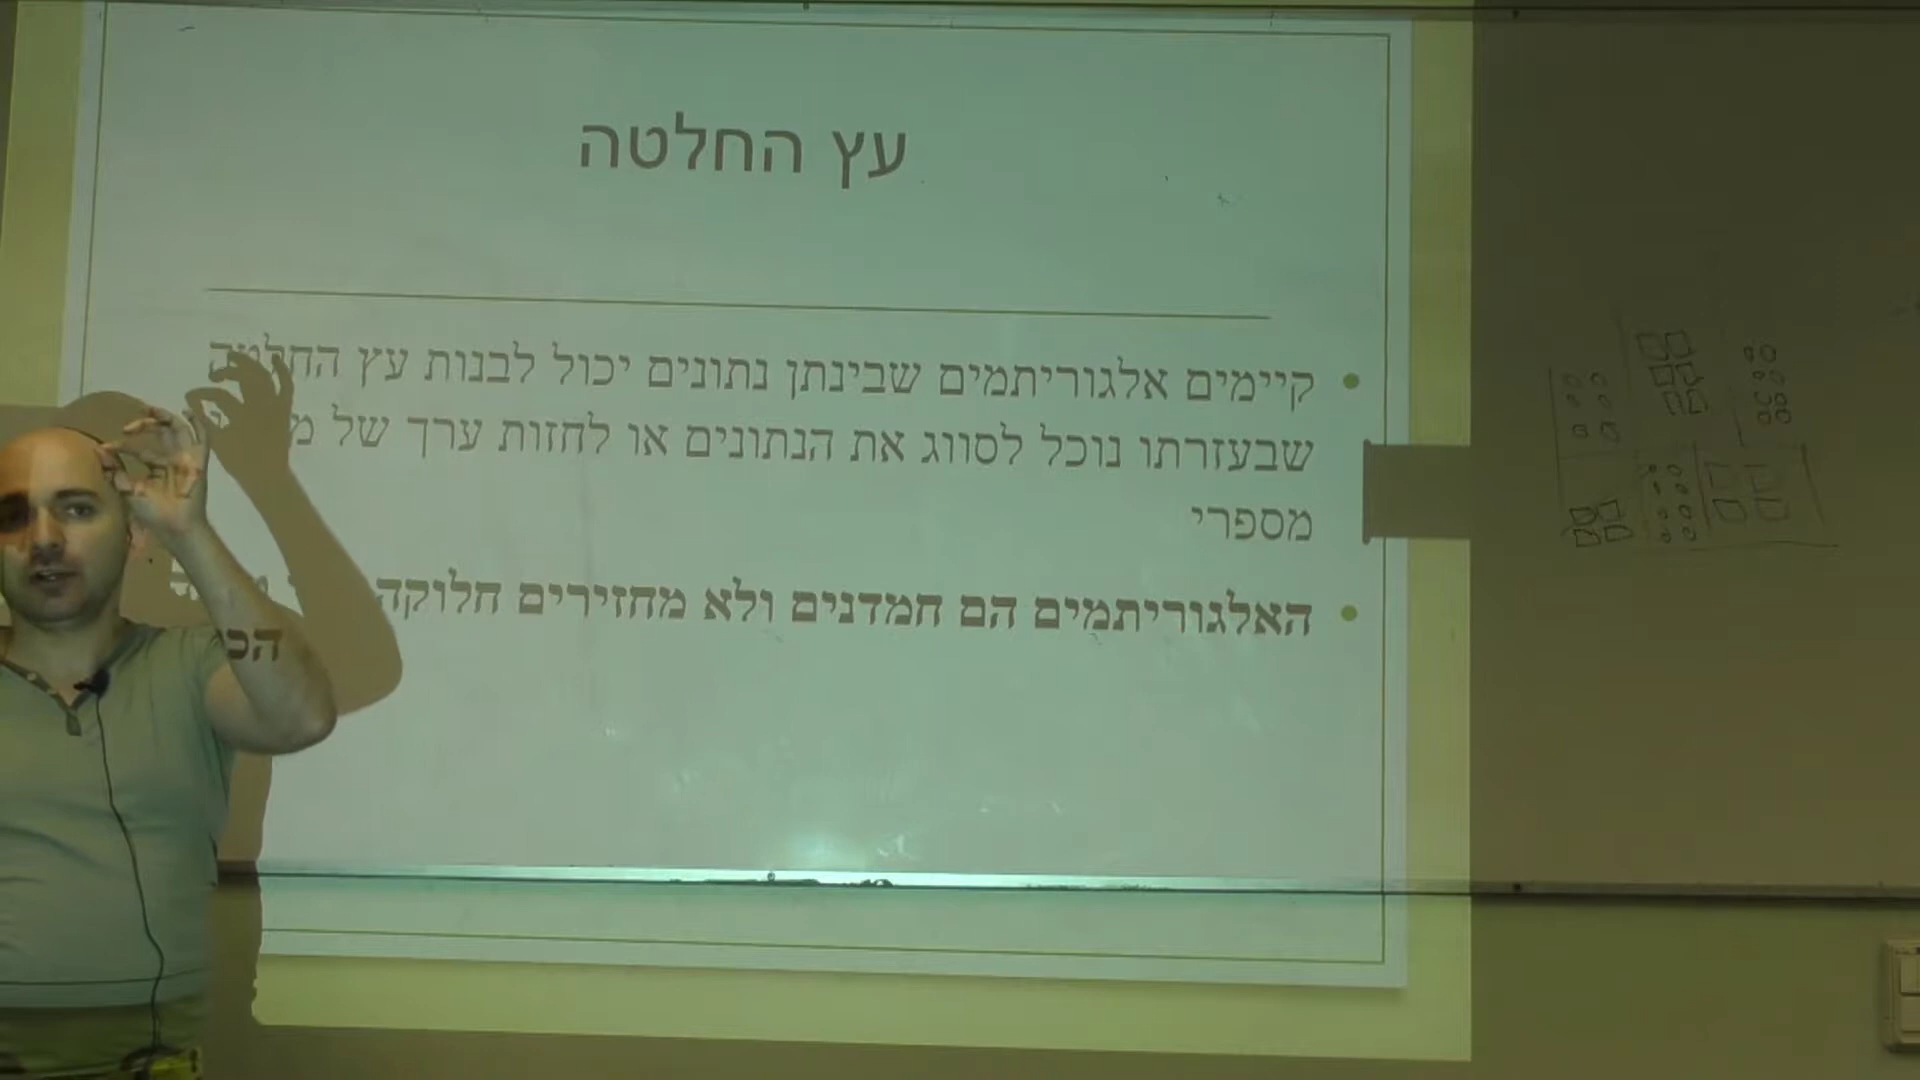 עץ החלטה
קיימים אלגוריתמים שבינתן נתונים יכול לבנות עץ החלטה
שבעזרתו נוכל לסווג את הנתונים או לחזות ערך של
מספרי
האלגוריתמים הם חמדנים ולא מחזירים חלוקה